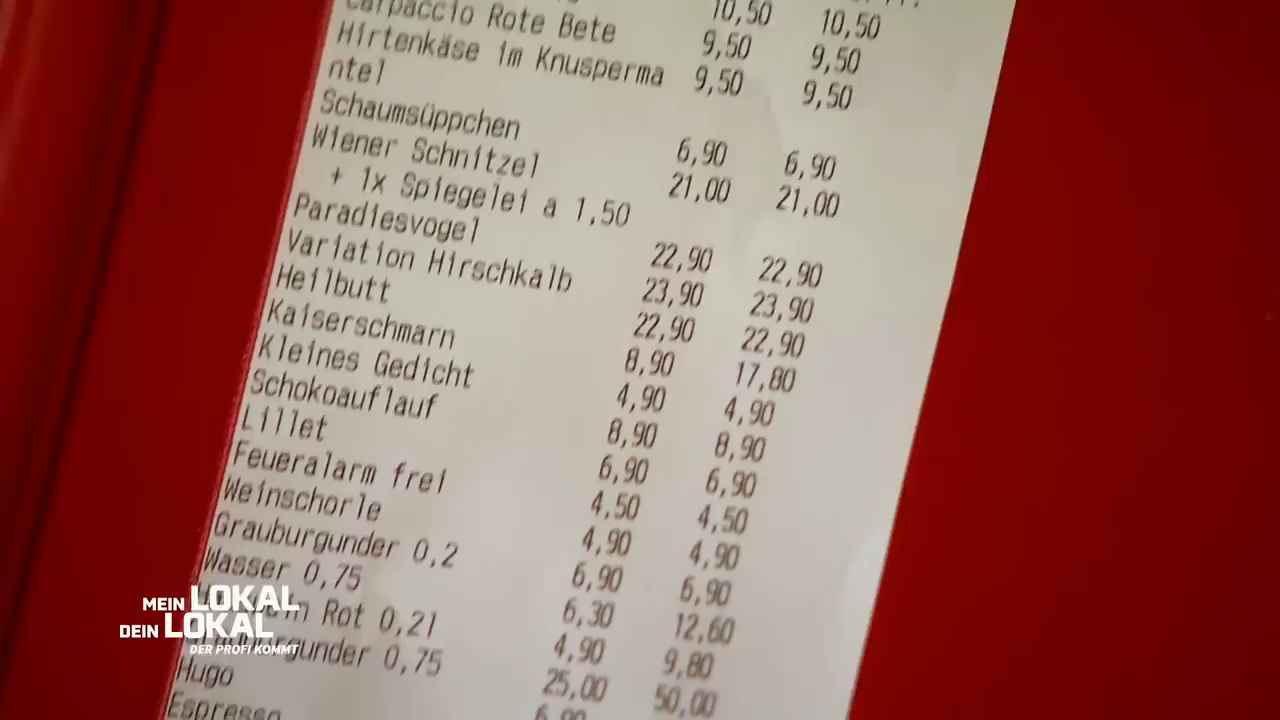 10,50 10,50
Carpaccio Rote Bete 9,50 9,50
Hirtenkäse im Knusperma 9,50 9,50
ntel
Schaumsüppchen 6,90 6,90
Wiener Schnitzel 21,00 21,00
+ 1x Spiegelei a 1,50
Paradiesvogel 22,90 22,90
Variation Hirschkalb 23,90 23,90
Heilbutt 22,90 22,90
Kaiserschmarn 8,90 17,80
Kleines Gedicht 4,90 4,90
Schokoauflauf 8,90 8,90
Lillet 6,90 6,90
Feueralarm frei 4,50 4,50
Weinschorle 4,90 4,90
Grauburgunder 0,2 6,90 6,90
Wasser 0,75 6,30 12,60
Rot 0,2l 4,90 9,80
Grauburgunder 0,75 25,00 50,00
Hugo
Espresso
MEIN LOKAL
DEIN LOKAL
DER PROFI KOMMT